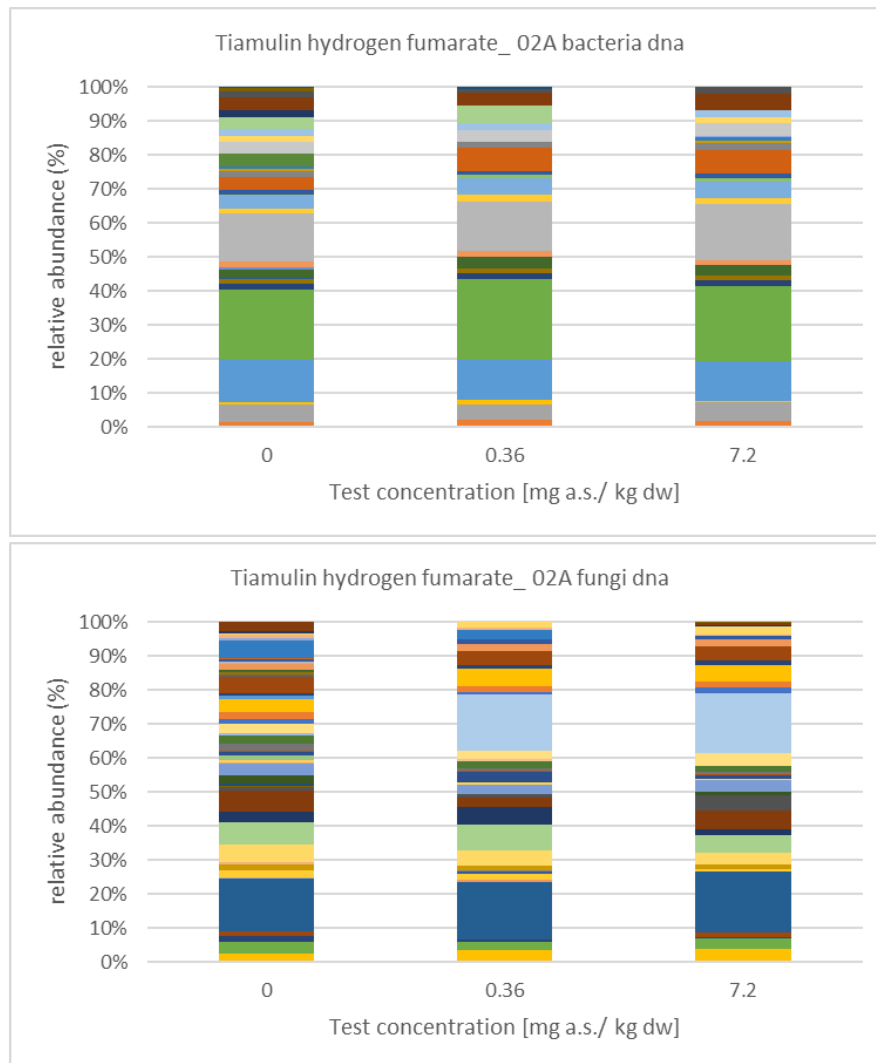 Tiamulin hydrogen fumarate_ 02A bacteria dna
100%
90%
80%
70%
60%
50%
40%
30%
20%
10%
0%
relative abundance (%)
0 0.36 7.2
Test concentration [mg a.s./ kg dw]
Tiamulin hydrogen fumarate_ 02A fungi dna
100%
90%
80%
70%
60%
50%
40%
30%
20%
10%
0%
relative abundance (%)
0 0.36 7.2
Test concentration [mg a.s./ kg dw]